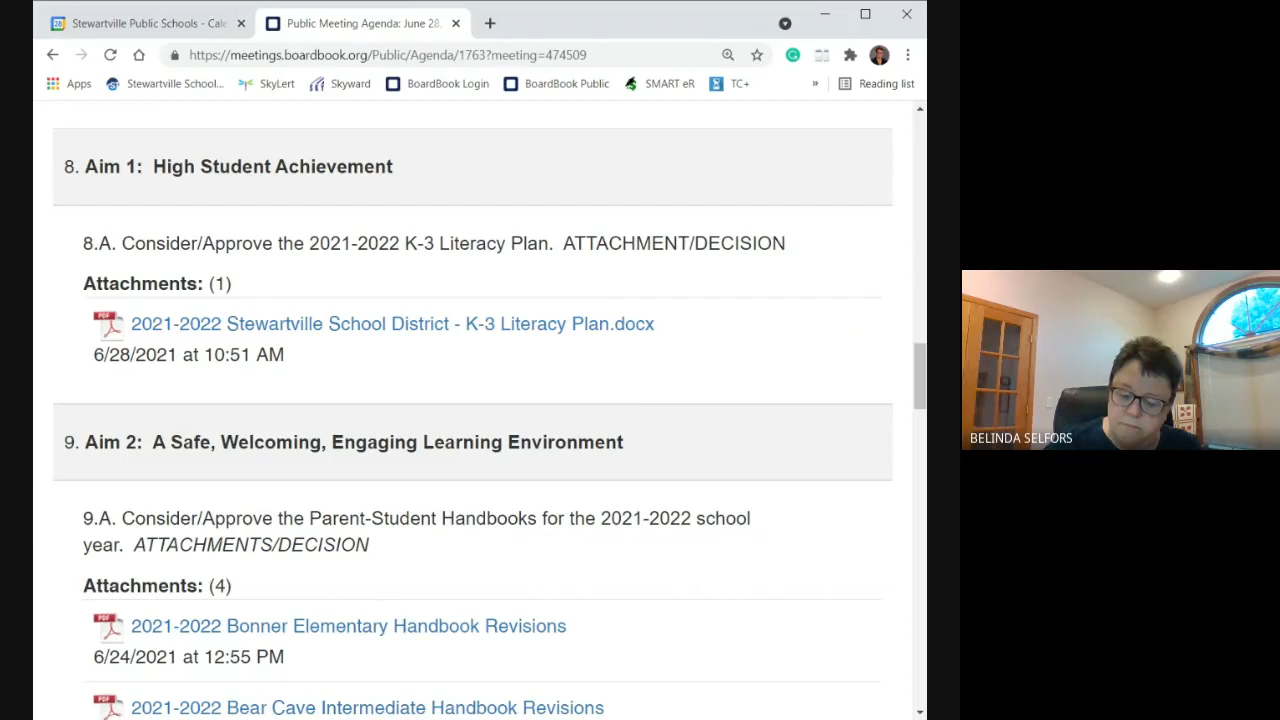 Stewartville Public Schools - Cale
Public Meeting Agenda: June 28,
https://meetings.boardbook.org/Public/Agenda/1763?meeting=474509
Apps Stewartville School... SkyLert Skyward BoardBook Login BoardBook Public SMART eR TC+ » Reading list
8. Aim 1: High Student Achievement
8.A. Consider/Approve the 2021-2022 K-3 Literacy Plan. ATTACHMENT/DECISION
Attachments: (1)
PDF 2021-2022 Stewartville School District - K-3 Literacy Plan.docx
6/28/2021 at 10:51 AM
BELINDA SELFORS
9. Aim 2: A Safe, Welcoming, Engaging Learning Environment
9.A. Consider/Approve the Parent-Student Handbooks for the 2021-2022 school
year. ATTACHMENTS/DECISION
Attachments: (4)
PDF 2021-2022 Bonner Elementary Handbook Revisions
6/24/2021 at 12:55 PM
PDF 2021-2022 Bear Cave Intermediate Handbook Revisions